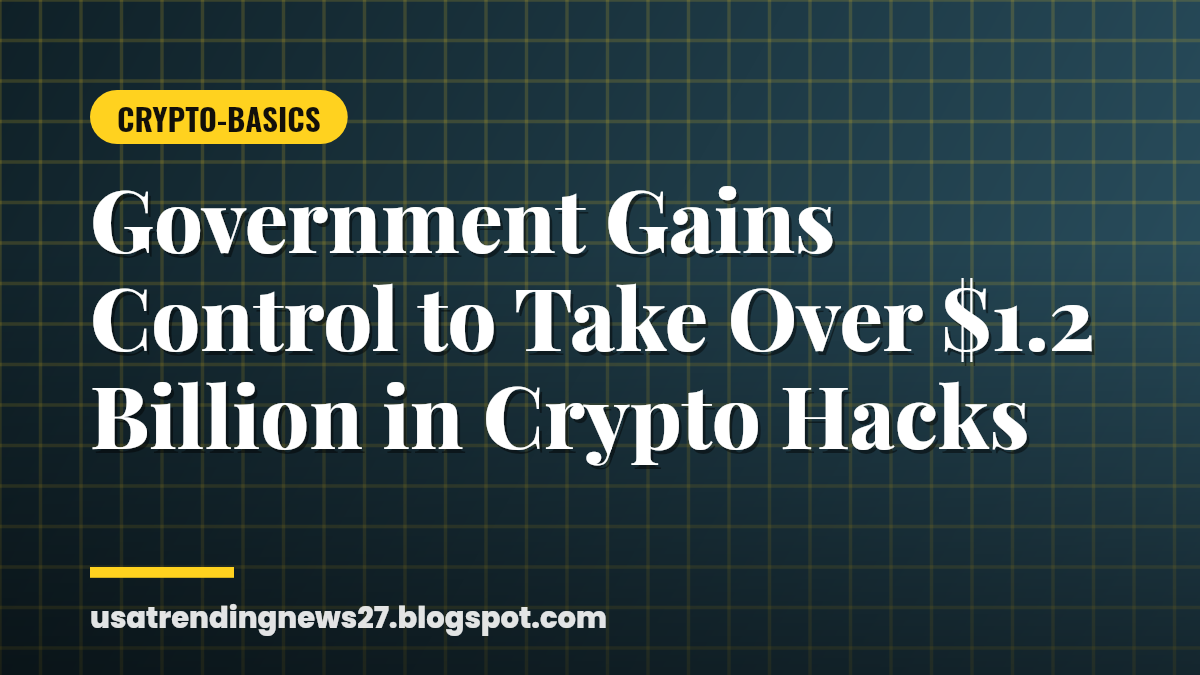 CRYPTO-BASICS
Government Gains
Control to Take Over $1.2
Billion in Crypto Hacks
usatrendingnews27.blogspot.com